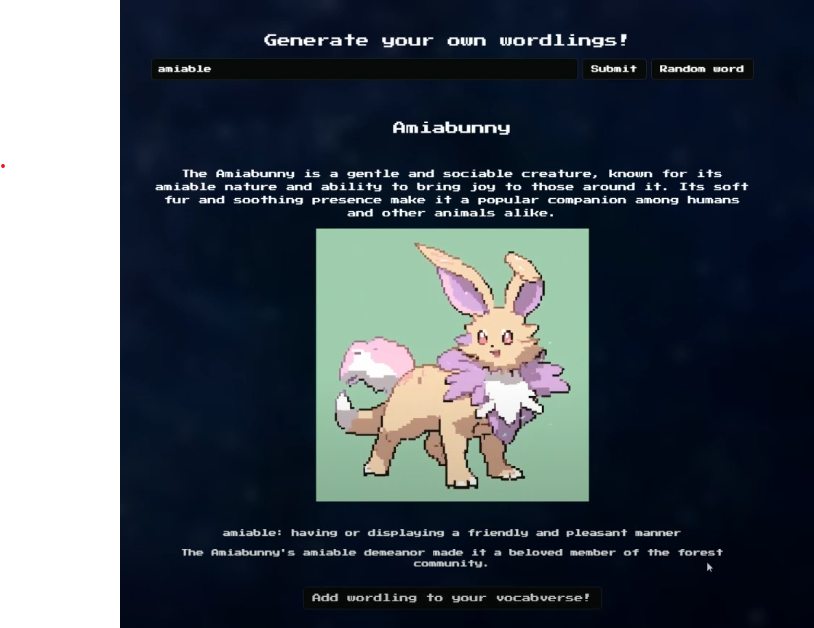 Generate your own wordlings!
amiable
Submit
Random word
Amiabunny
The Amiabunny is a gentle and sociable creature, known for its
amiable nature and ability to bring joy to those around it. Its soft
fur and soothing presence make it a popular companion among humans
and other animals alike.
amiable: having or displaying a friendly and pleasant manner
The Amiabunny's amiable demeanor made it a beloved member of the forest
community.
Add wordling to your vocabverse!